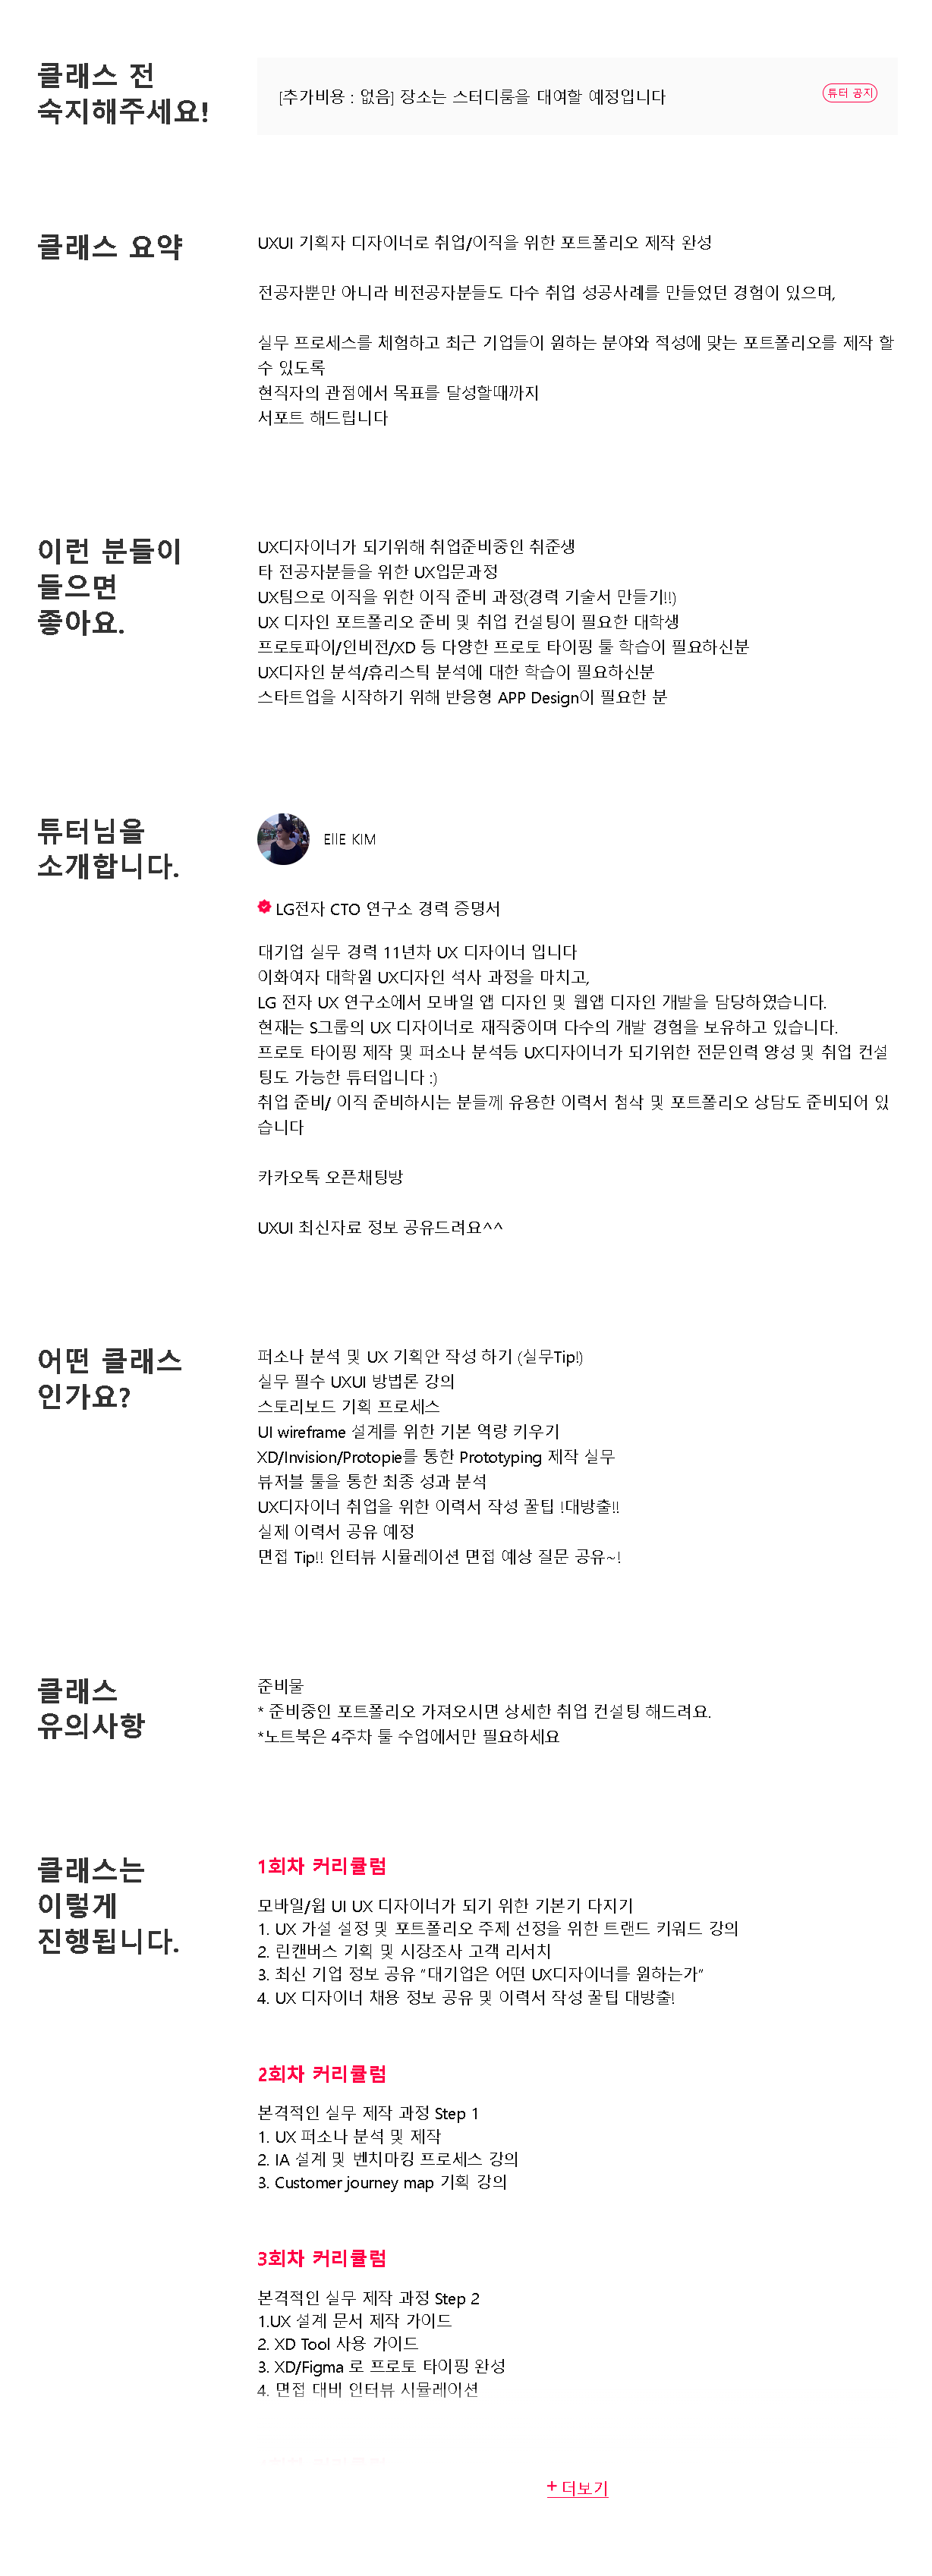 클래스 전
숙지해주세요!
[추가비용 : 없음] 장소는 스터디룸을 대여할 예정입니다
튜터 공지
클래스 요약
UXUI 기획자 디자이너로 취업/이직을 위한 포트폴리오 제작 완성
전공자뿐만 아니라 비전공자분들도 다수 취업 성공사례를 만들었던 경험이 있으며,
실무 프로세스를 체험하고 최근 기업들이 원하는 분야와 적성에 맞는 포트폴리오를 제작 할
수 있도록
현직자의 관점에서 목표를 달성할때까지
서포트 해드립니다
이런 분들이
들으면
좋아요.
UX디자이너가 되기위해 취업준비중인 취준생
타 전공자분들을 위한 UX입문과정
UX팀으로 이직을 위한 이직 준비 과정(경력 기술서 만들기!!)
UX 디자인 포트폴리오 준비 및 취업 컨설팅이 필요한 대학생
프로토파이/인비전/XD 등 다양한 프로토 타이핑 툴 학습이 필요하신분
UX디자인 분석/휴리스틱 분석에 대한 학습이 필요하신분
스타트업을 시작하기 위해 반응형 APP Design이 필요한 분
튜터님을
소개합니다.
EllE KIM
LG전자 CTO 연구소 경력 증명서
대기업 실무 경력 11년차 UX 디자이너 입니다
이화여자 대학원 UX디자인 석사 과정을 마치고,
LG 전자 UX 연구소에서 모바일 앱 디자인 및 웹앱 디자인 개발을 담당하였습니다.
현재는 S그룹의 UX 디자이너로 재직중이며 다수의 개발 경험을 보유하고 있습니다.
프로토 타이핑 제작 및 퍼소나 분석등 UX디자이너가 되기위한 전문인력 양성 및 취업 컨설
팅도 가능한 튜터입니다 :)
취업 준비/ 이직 준비하시는 분들께 유용한 이력서 첨삭 및 포트폴리오 상담도 준비되어 있
습니다
카카오톡 오픈채팅방
UXUI 최신자료 정보 공유드려요^^
어떤 클래스
인가요?
퍼소나 분석 및 UX 기획안 작성 하기 (실무Tip!)
실무 필수 UXUI 방법론 강의
스토리보드 기획 프로세스
UI wireframe 설계를 위한 기본 역량 키우기
XD/Invision/Protopie를 통한 Prototyping 제작 실무
뷰저블 툴을 통한 최종 성과 분석
UX디자이너 취업을 위한 이력서 작성 꿀팁 !대방출!!
실제 이력서 공유 예정
면접 Tip!! 인터뷰 시뮬레이션 면접 예상 질문 공유~!
클래스
유의사항
준비물
* 준비중인 포트폴리오 가져오시면 상세한 취업 컨설팅 해드려요.
*노트북은 4주차 툴 수업에서만 필요하세요
클래스는
이렇게
진행됩니다.
1회차 커리큘럼
모바일/웝 UI UX 디자이너가 되기 위한 기본기 다지기
1. UX 가설 설정 및 포트폴리오 주제 선정을 위한 트랜드 키워드 강의
2. 린캔버스 기획 및 시장조사 고객 리서치
3. 최신 기업 정보 공유 “대기업은 어떤 UX디자이너를 원하는가”
4. UX 디자이너 채용 정보 공유 및 이력서 작성 꿀팁 대방출!
2회차 커리큘럼
본격적인 실무 제작 과정 Step 1
1. UX 퍼소나 분석 및 제작
2. IA 설계 및 벤치마킹 프로세스 강의
3. Customer journey map 기획 강의
3회차 커리큘럼
본격적인 실무 제작 과정 Step 2
1.UX 설계 문서 제작 가이드
2. XD Tool 사용 가이드
3. XD/Figma 로 프로토 타이핑 완성
4. 면접 대비 인터뷰 시뮬레이션
+ 더보기